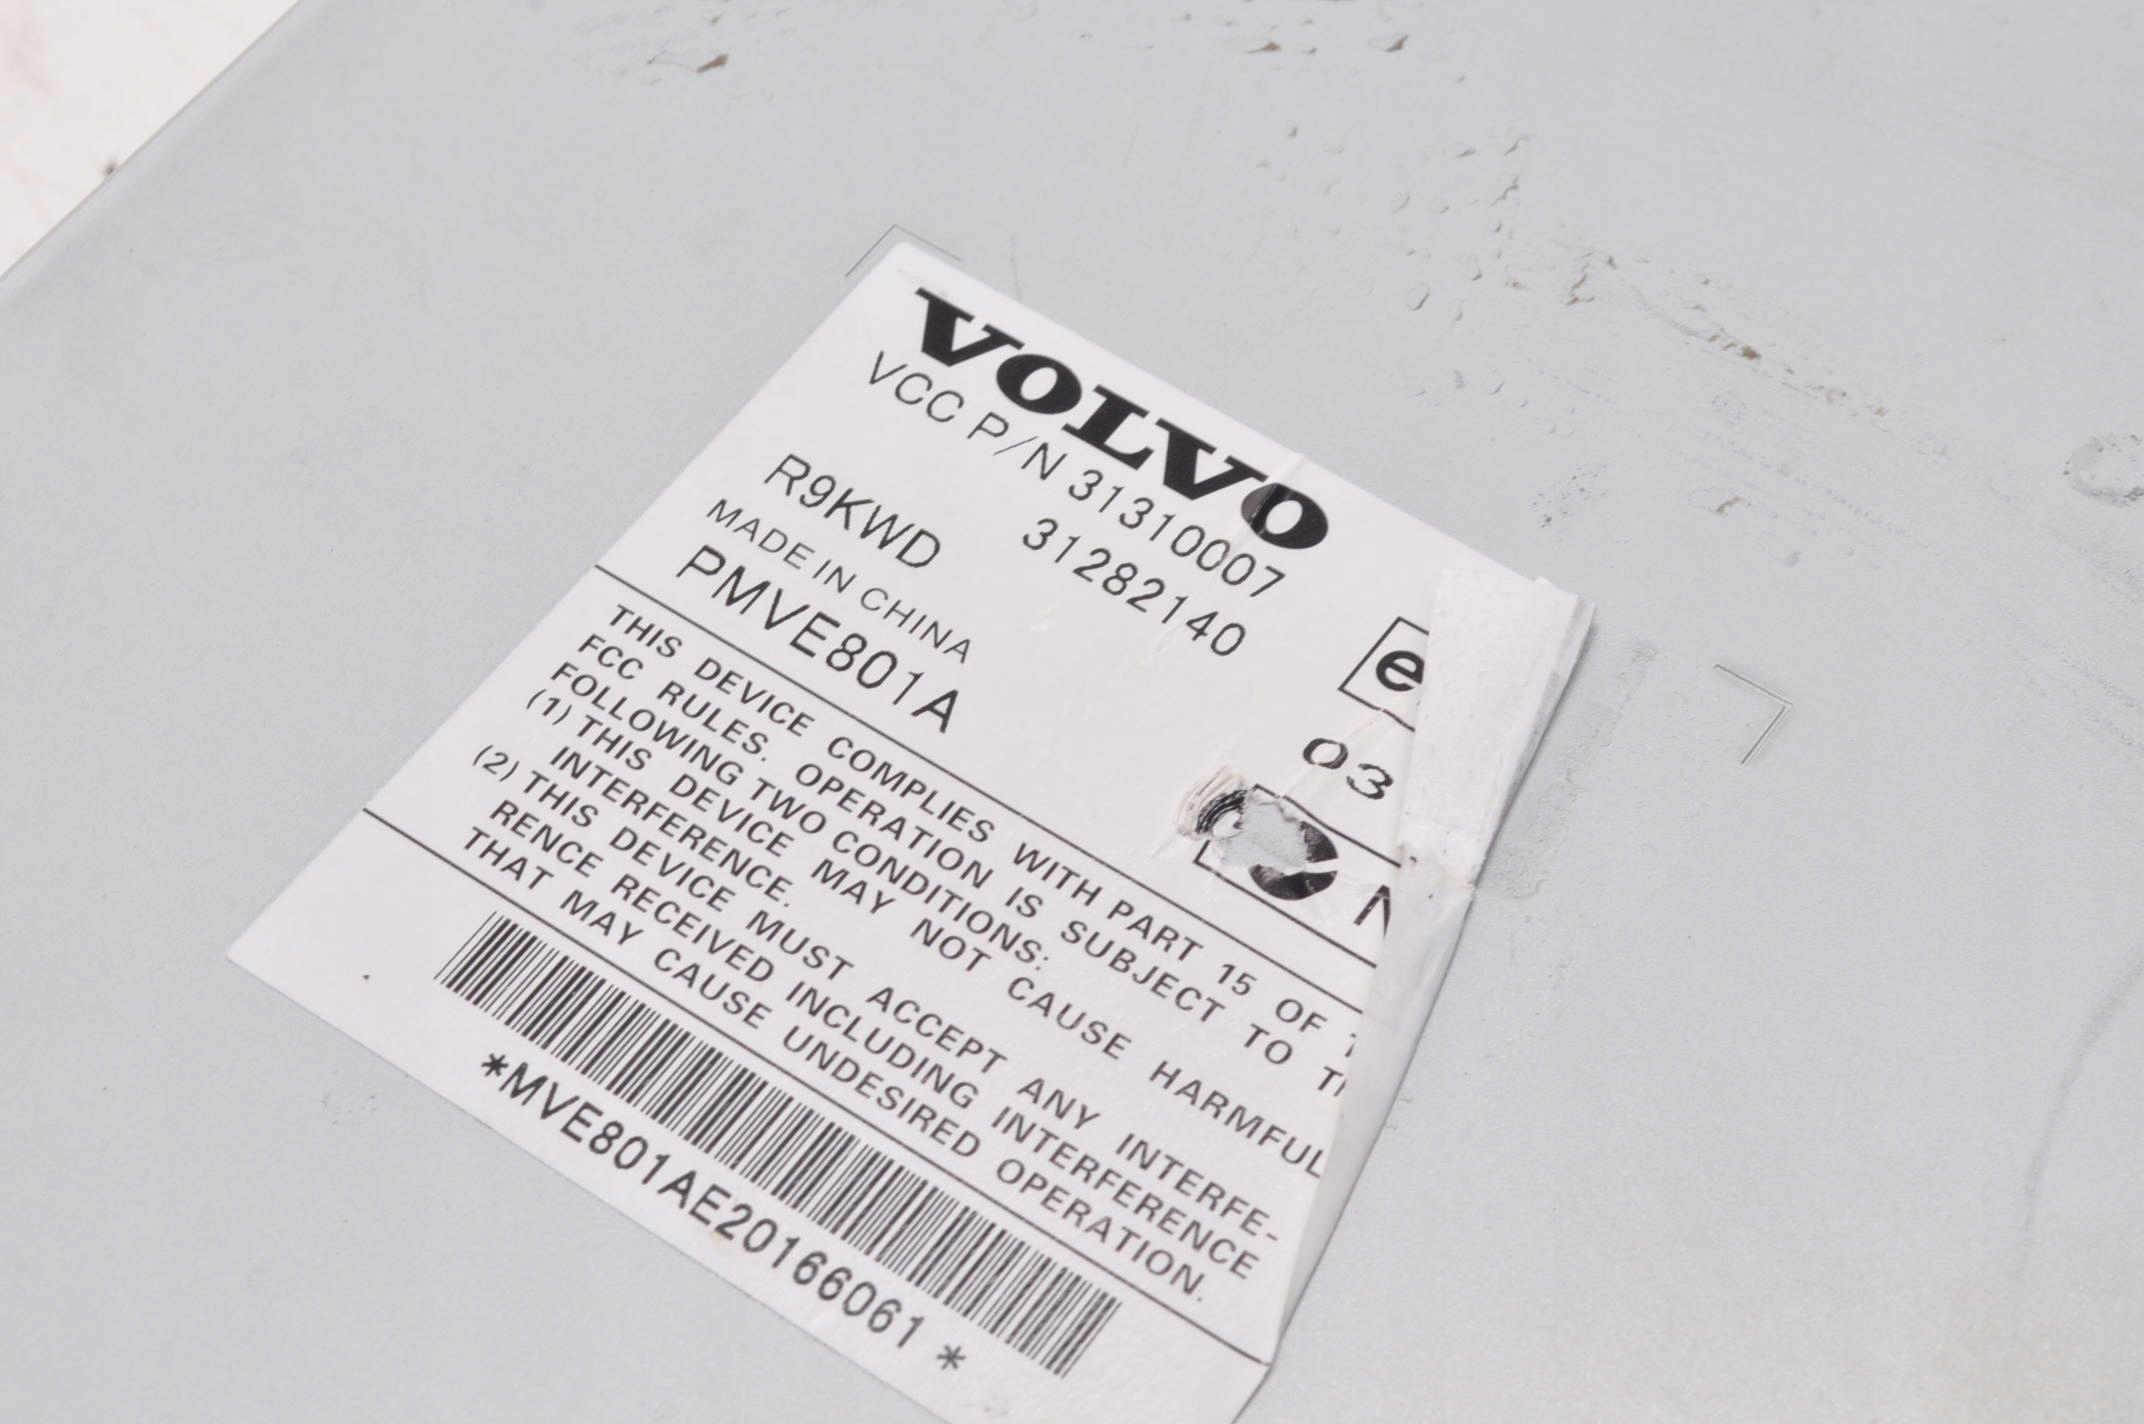 VOLVO
VCC P/N 31310007
31282140
R9KWD
MADE IN CHINA
PMVE801A
e
03
THIS DEVICE COMPLIES WITH PART 15 OF
FCC RULES. OPERATION IS SUBJECT TO
FOLLOWING TWO CONDITIONS:
(1) THIS DEVICE MAY NOT CAUSE HARMFUL
INTERFERENCE.
(2) THIS DEVICE MUST ACCEPT ANY INTERFE-
RENCE RECEIVED INCLUDING INTERFERENCE
THAT MAY CAUSE UNDESIRED OPERATION.
*MVE801AE20166061 *